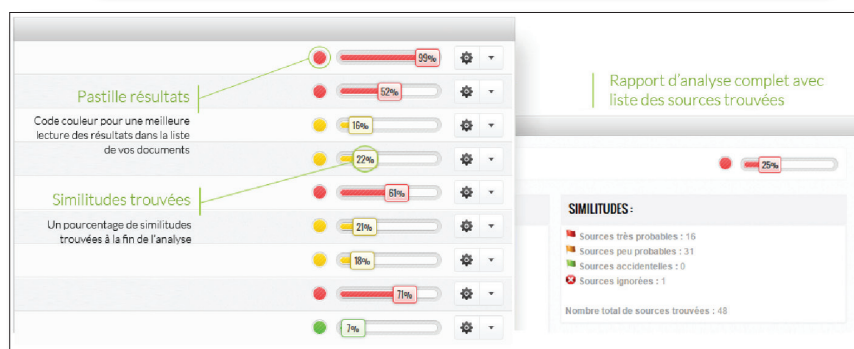 99%
Pastille résultats
52%
Code couleur pour une meilleure
lecture des résultats dans la liste
de vos documents
16%
22%
Similitudes trouvées
61%
Un pourcentage de similitudes
trouvées à la fin de l'analyse
21%
18%
71%
7%
Rapport d'analyse complet avec
liste des sources trouvées
25%
SIMILITUDES :
Sources très probables : 16
Sources peu probables : 31
Sources accidentelles : 0
Sources ignorées : 1
Nombre total de sources trouvées : 48